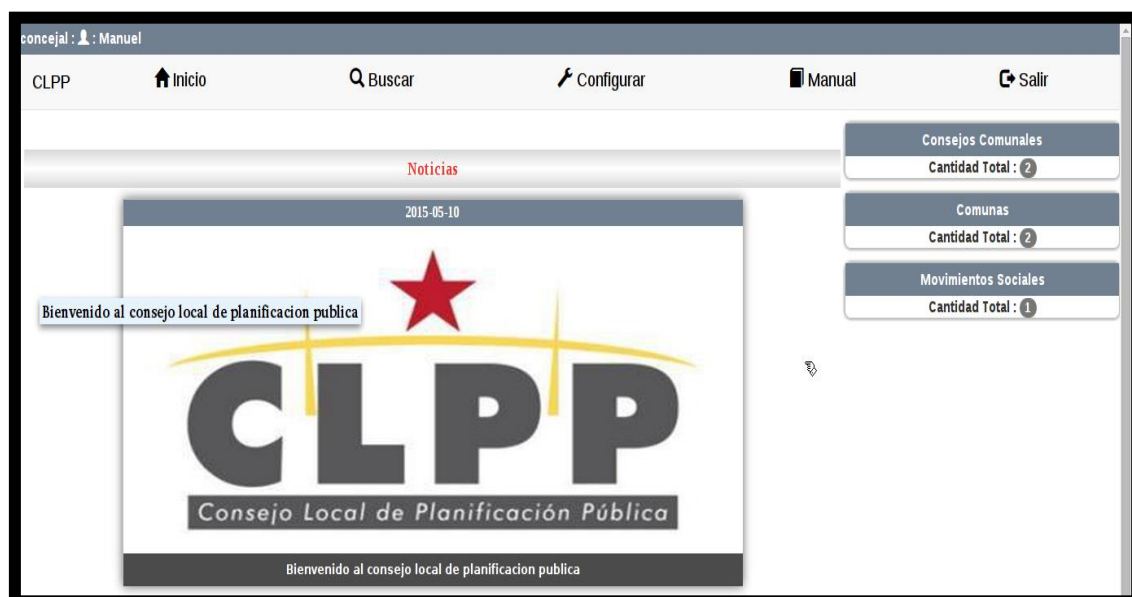 concejal : : Manuel
CLPP Inicio Buscar Configurar Manual Salir
Noticias
2015-05-10
Bienvenido al consejo local de planificacion publica
CLPP
Consejo Local de Planificación Pública
Bienvenido al consejo local de planificacion publica
Consejos Comunales
Cantidad Total : 2
Comunas
Cantidad Total : 2
Movimientos Sociales
Cantidad Total : 1